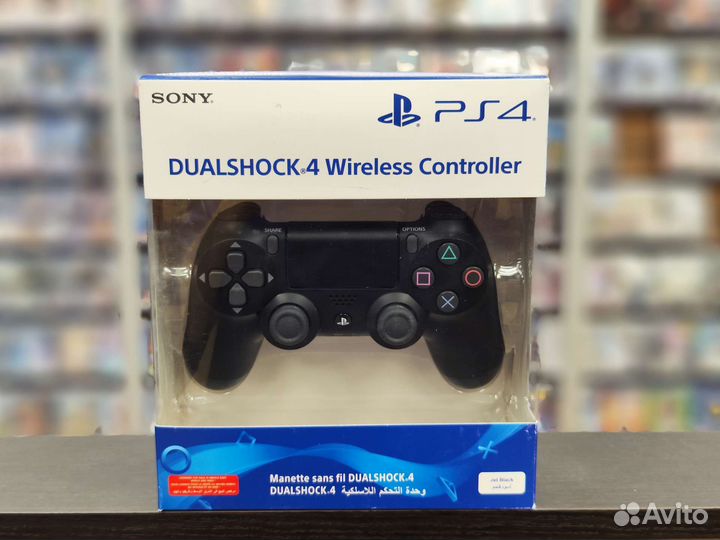 SONY
PS4
DUALSHOCK®4 Wireless Controller
SHARE
OPTIONS
Manette sans fil DUALSHOCK®4
وحدة التحكم اللاسلكية DUALSHOCK®4
Jet Black
Avito